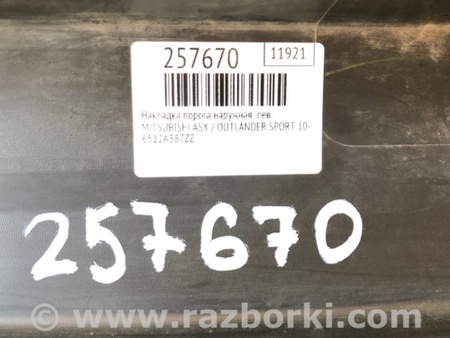 257670
11921
Накладка порога наружная лев.
MITSUBISHI ASX / OUTLANDER SPORT 10-
6512A387ZZ
257670
© www.razborki.com